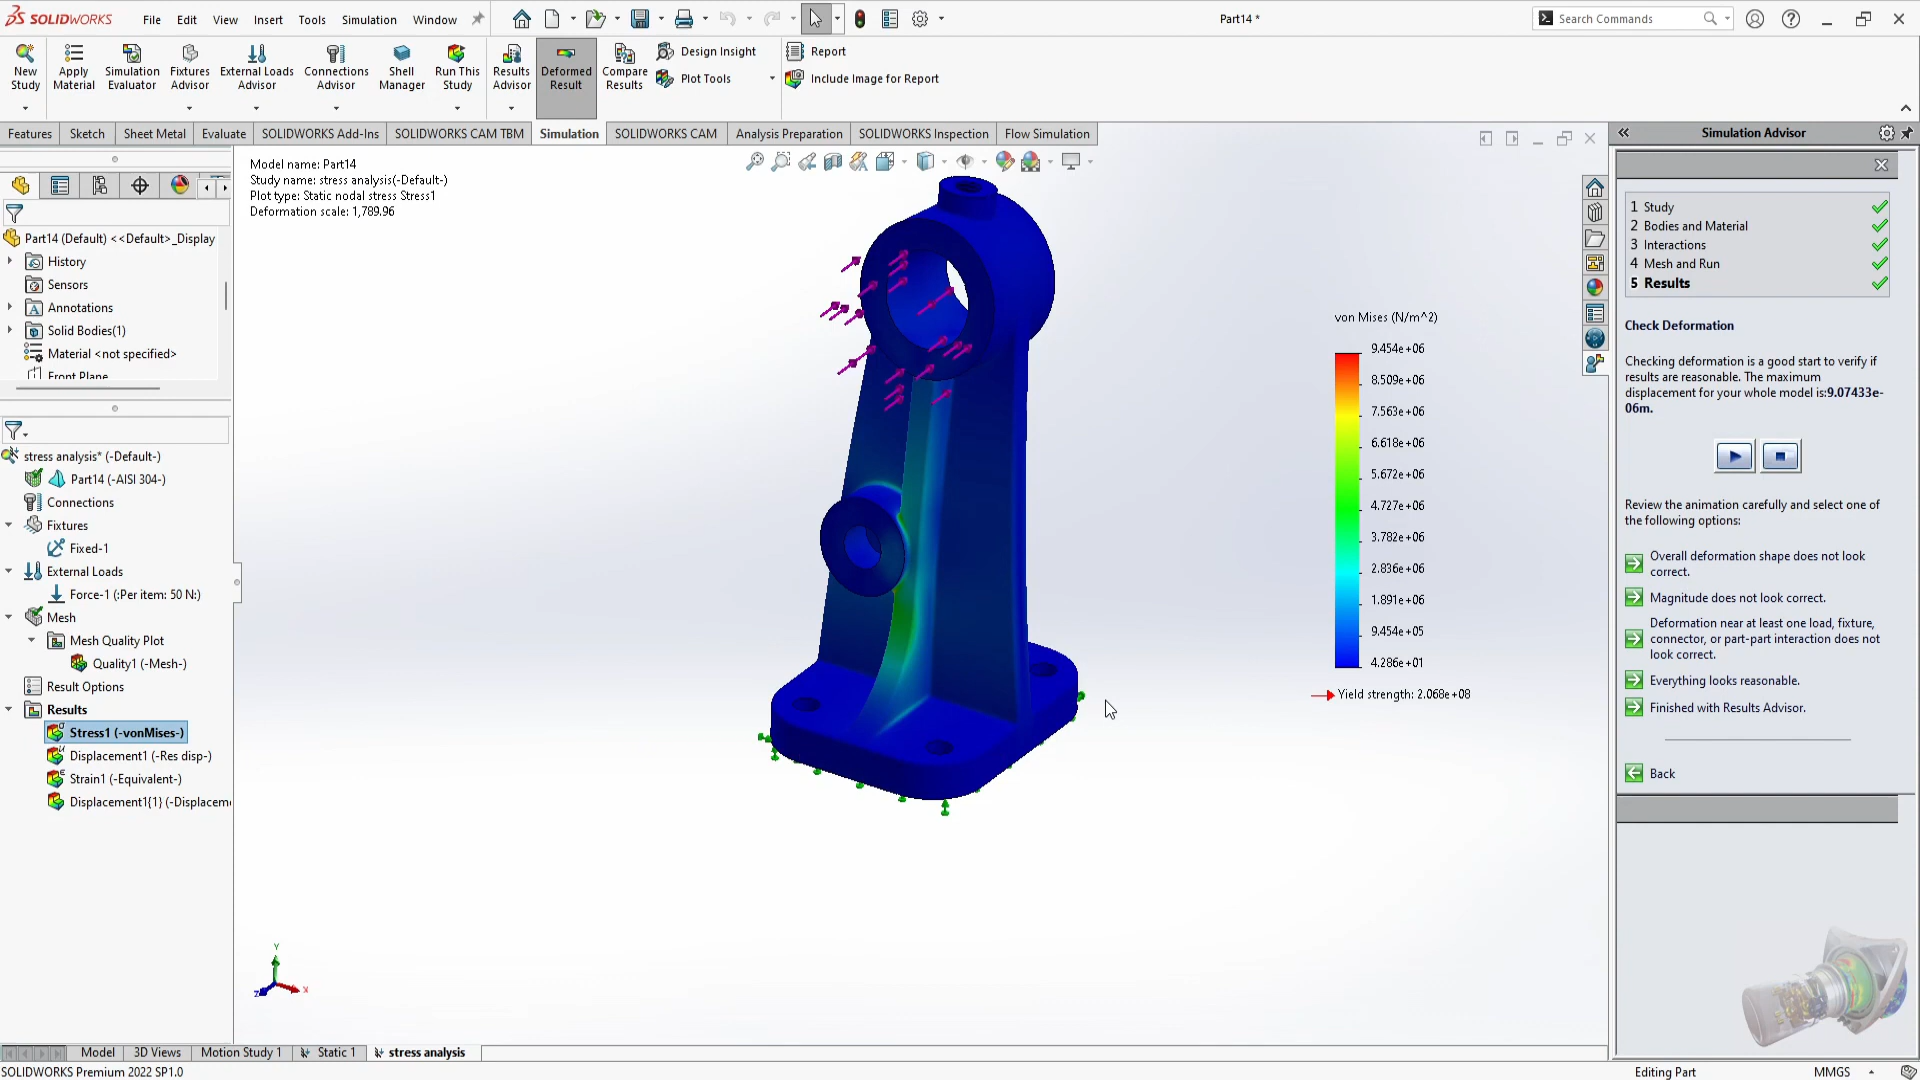 SOLIDWORKS
File Edit View Insert Tools Simulation Window
Part14 *
Search Commands
New Study
Apply Material
Simulation Evaluator
Fixtures Advisor
External Loads Advisor
Connections Advisor
Shell Manager
Run This Study
Results Advisor
Deformed Result
Compare Results
Design Insight
Plot Tools
Report
Include Image for Report
Features Sketch Sheet Metal Evaluate SOLIDWORKS Add-Ins SOLIDWORKS CAM TBM Simulation SOLIDWORKS CAM Analysis Preparation SOLIDWORKS Inspection Flow Simulation
Part14 (Default) <<Default>_Display
History
Sensors
Annotations
Solid Bodies(1)
Material <not specified>
Front Plane
stress analysis* (-Default-)
Part14 (-AISI 304-)
Connections
Fixtures
Fixed-1
External Loads
Force-1 (:Per item: 50 N:)
Mesh
Mesh Quality Plot
Quality1 (-Mesh-)
Result Options
Results
Stress1 (-vonMises-)
Displacement1 (-Res disp-)
Strain1 (-Equivalent-)
Displacement1{1} (-Displacem
Model name: Part14
Study name: stress analysis(-Default-)
Plot type: Static nodal stress Stress1
Deformation scale: 1,789.96
von Mises (N/m^2)
9.454e+06
8.509e+06
7.563e+06
6.618e+06
5.672e+06
4.727e+06
3.782e+06
2.836e+06
1.891e+06
9.454e+05
4.286e+01
Yield strength: 2.068e+08
Y
X
Z
Simulation Advisor
1 Study
2 Bodies and Material
3 Interactions
4 Mesh and Run
5 Results
Check Deformation
Checking deformation is a good start to verify if
results are reasonable. The maximum
displacement for your whole model is:9.07433e-
06m.
Review the animation carefully and select one of
the following options:
Overall deformation shape does not look
correct.
Magnitude does not look correct.
Deformation near at least one load, fixture,
connector, or part-part interaction does not
look correct.
Everything looks reasonable.
Finished with Results Advisor.
Back
Model 3D Views Motion Study 1 Static 1 stress analysis
SOLIDWORKS Premium 2022 SP1.0
Editing Part
MMGS